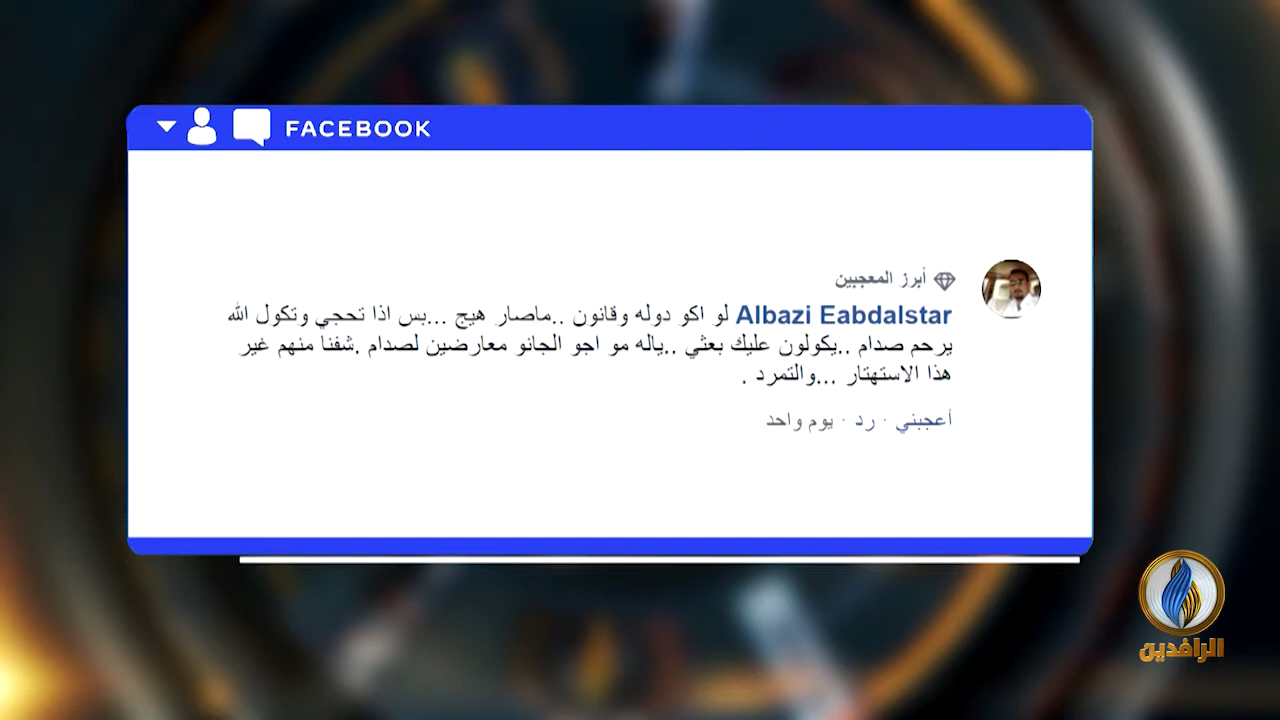 FACEBOOK
أبرز المعجبين
Albazi Eabdalstar لو اكو دوله وقانون ..ماصار هيج ...بس اذا تحجي وتكول الله
يرحم صدام ..يكولون عليك بعثي ..ياله مو اجو الجانو معارضين لصدام .شفنا منهم غير
هذا الاستهتار ...والتمرد .
أعجبني · رد · يوم واحد
الرافدين